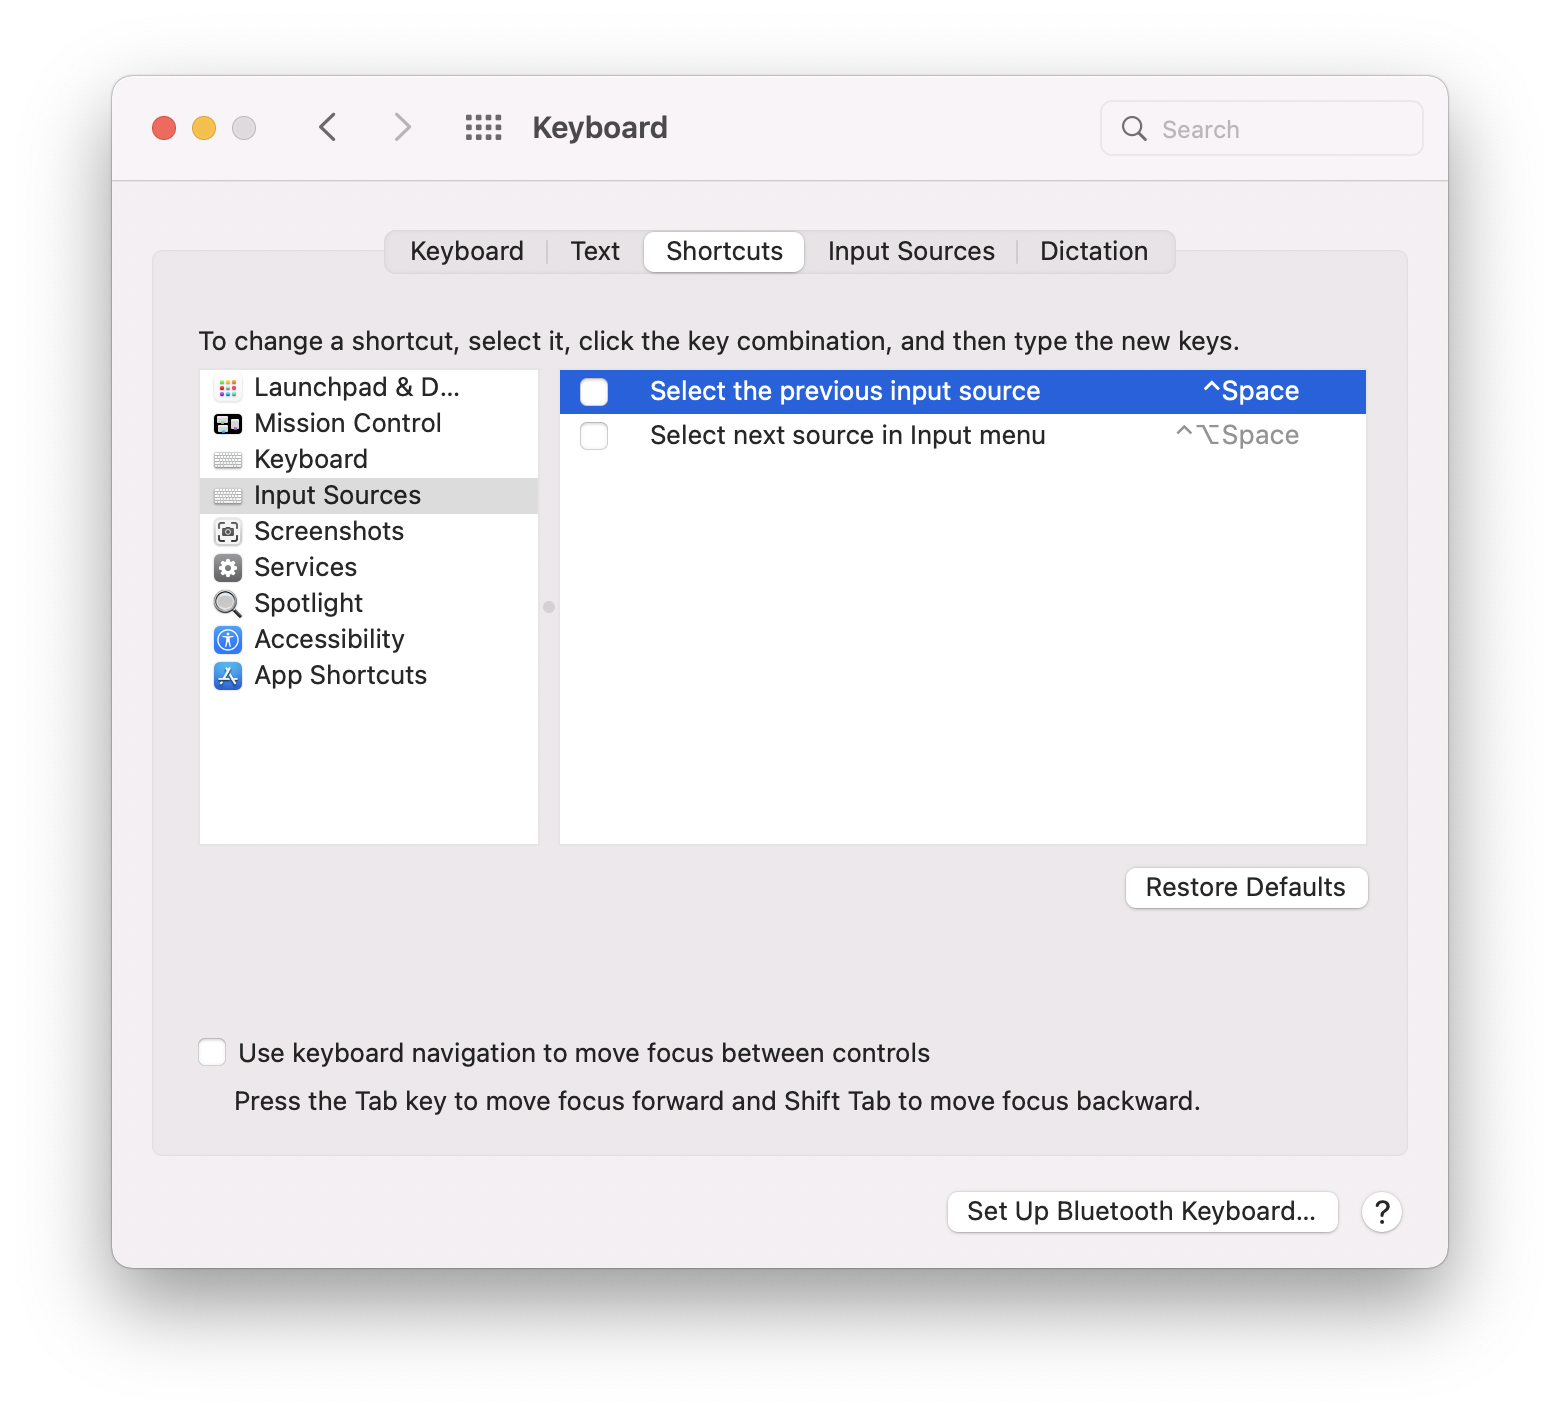 Keyboard
Search
Keyboard
Text
Shortcuts
Input Sources
Dictation
To change a shortcut, select it, click the key combination, and then type the new keys.
Launchpad & D...
Mission Control
Keyboard
Input Sources
Screenshots
Services
Spotlight
Accessibility
App Shortcuts
Select the previous input source ^Space
Select next source in Input menu ^⌥Space
Restore Defaults
Use keyboard navigation to move focus between controls
Press the Tab key to move focus forward and Shift Tab to move focus backward.
Set Up Bluetooth Keyboard...
?